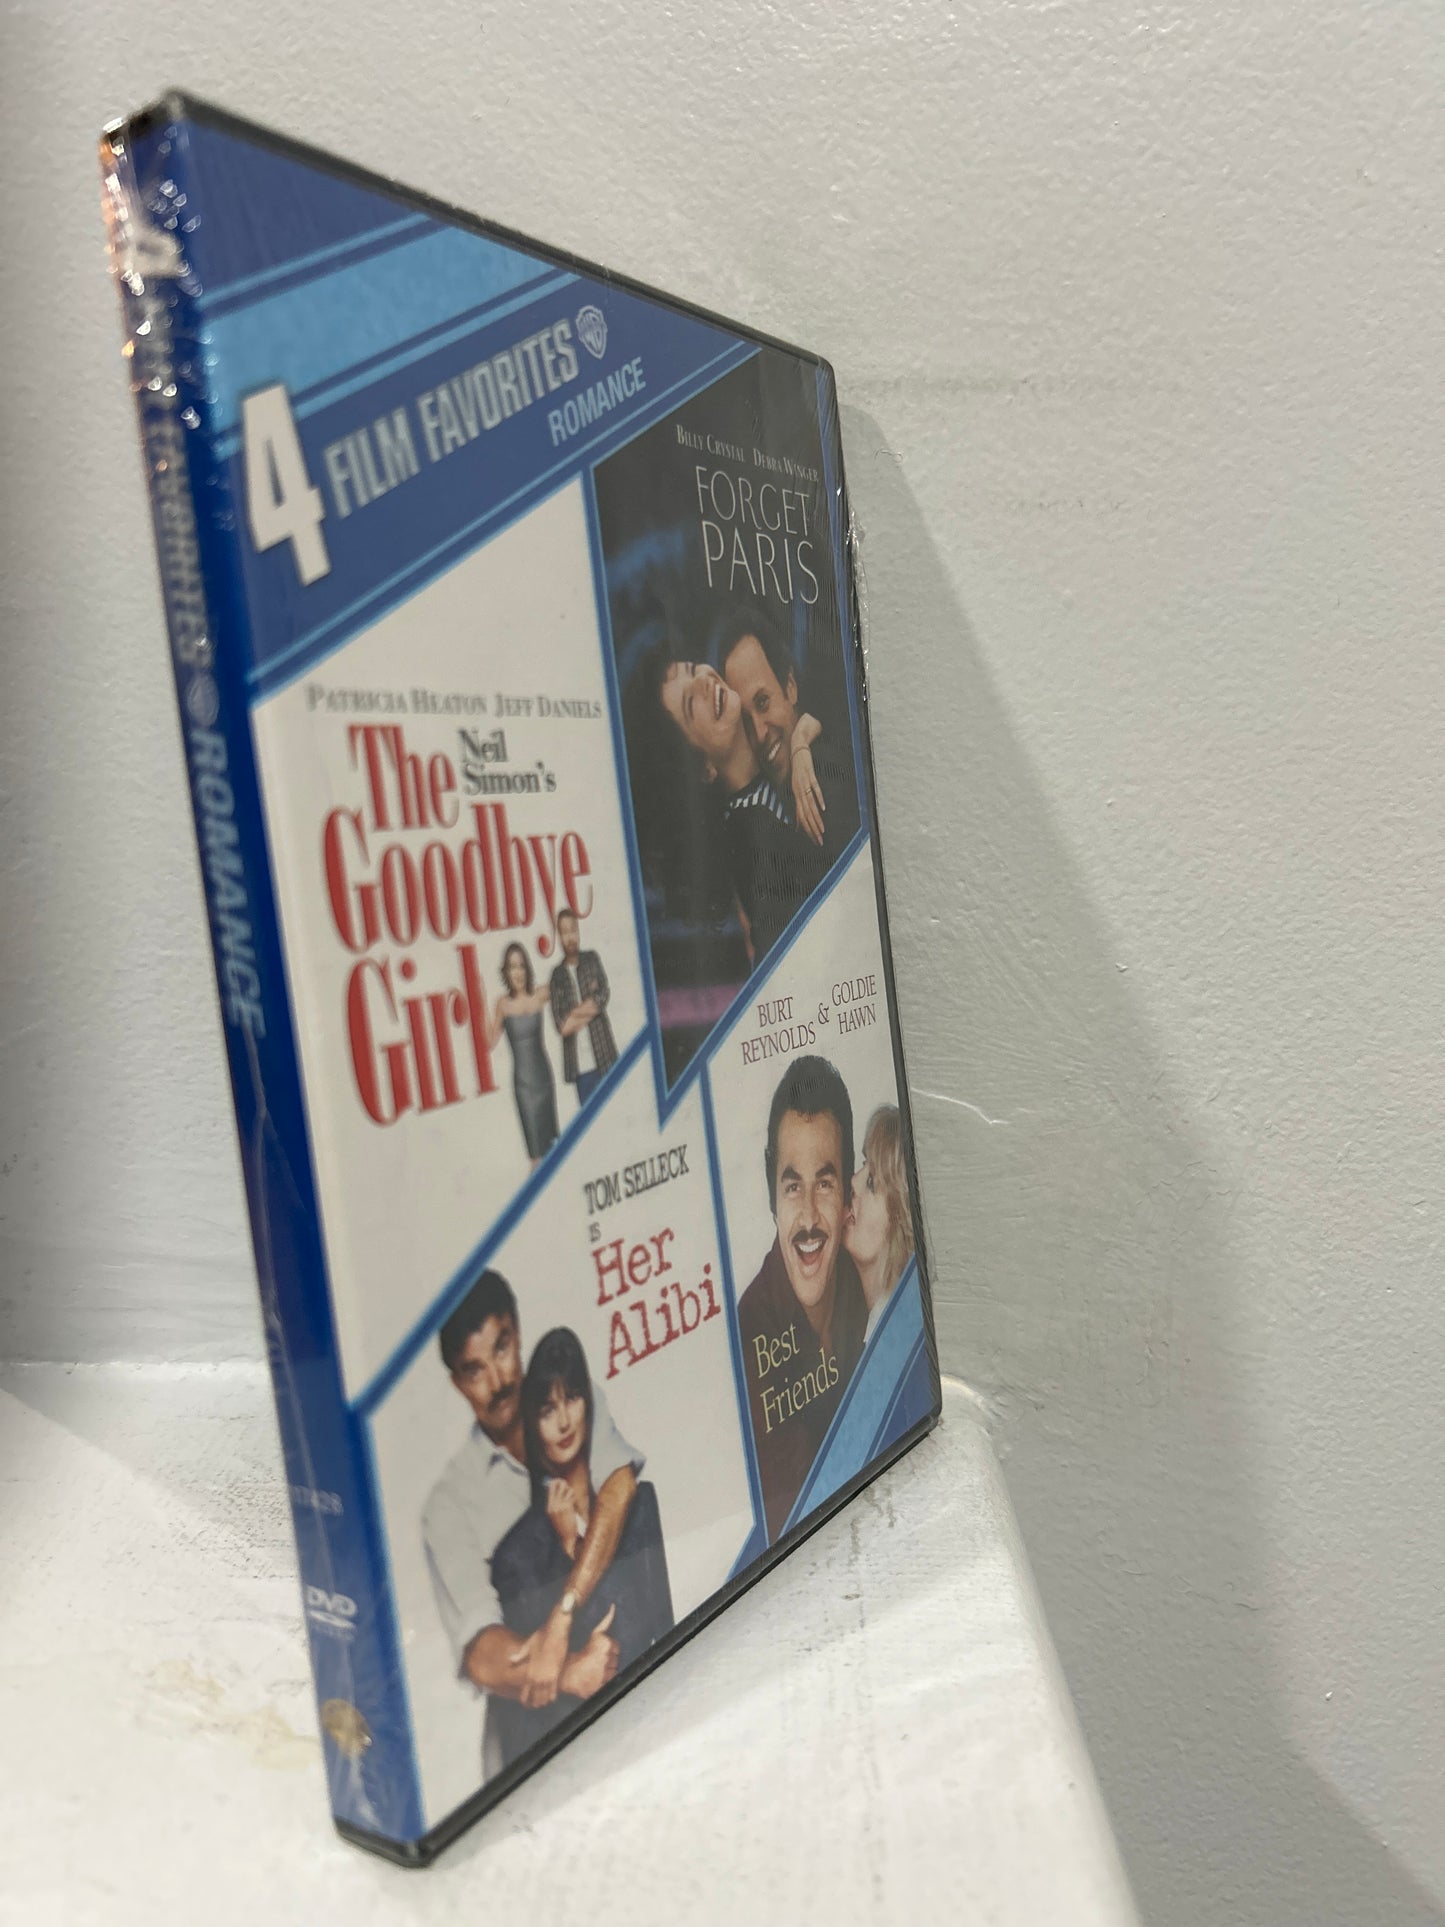 4 FILM FAVORITES
ROMANCE
BILLY CRYSTAL DEBRA WINGER
FORGET
PARIS
PATRICIA HEATON JEFF DANIELS
Neil
Simon's
The
Goodbye
Girl
BURT
REYNOLDS
&
GOLDIE
HAWN
Best
Friends
TOM SELLECK
IS
Her
Alibi
FAVORITES ROMANCE
DVD